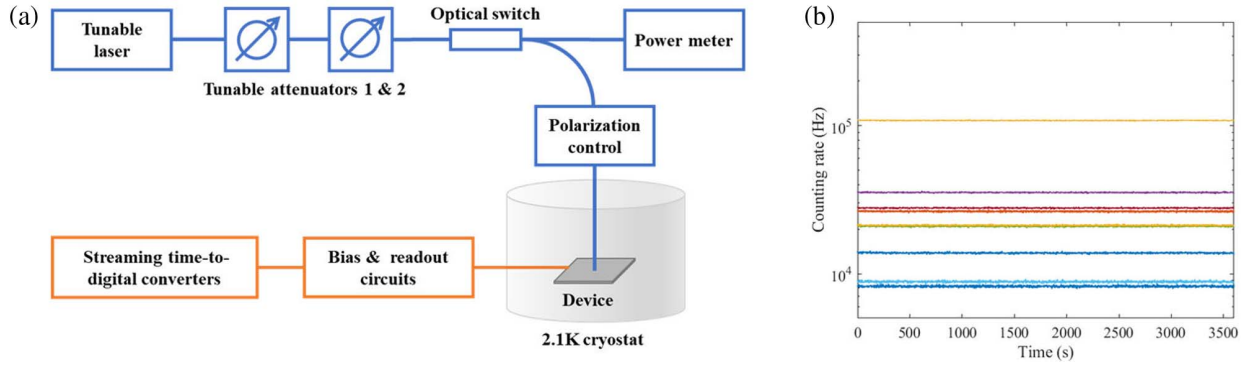 (a)
Tunable
laser
Tunable attenuators 1 & 2
Optical switch
Power meter
Polarization
control
Streaming time-to-
digital converters
Bias & readout
circuits
Device
2.1K cryostat
(b)
Counting rate (Hz)
10^5
10^4
0 500 1000 1500 2000 2500 3000 3500
Time (s)